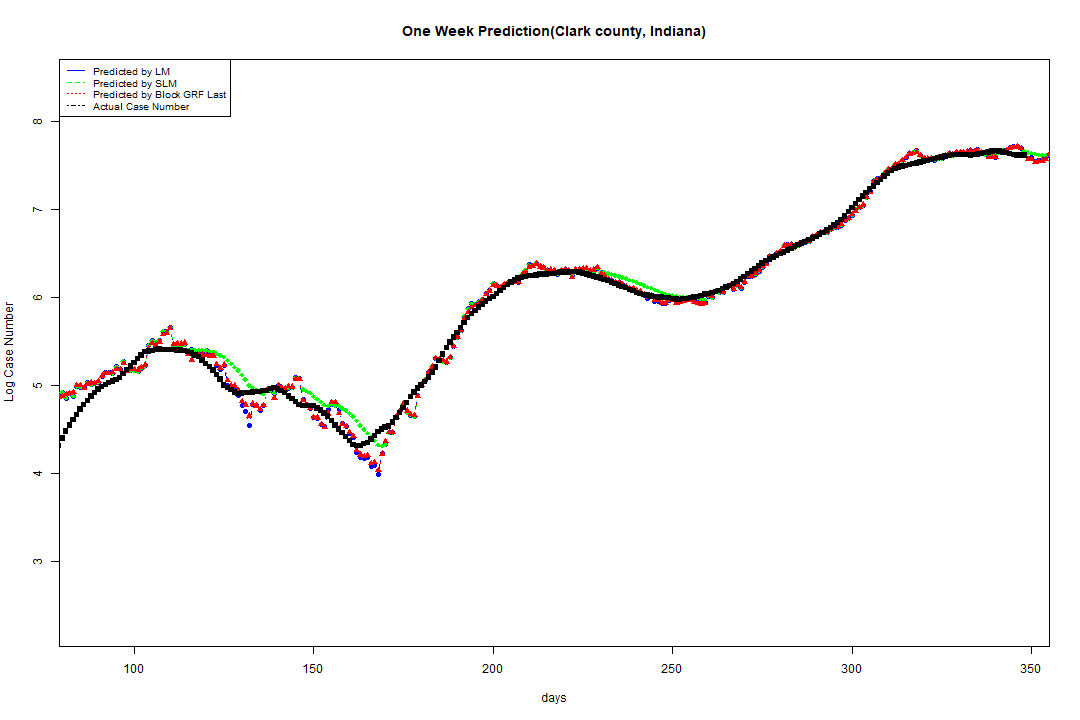 One Week Prediction(Clark county, Indiana)
Predicted by LM
Predicted by SLM
Predicted by Block GRF Last
Actual Case Number
8
7
6
5
4
3
Log Case Number
100 150 200 250 300 350
days